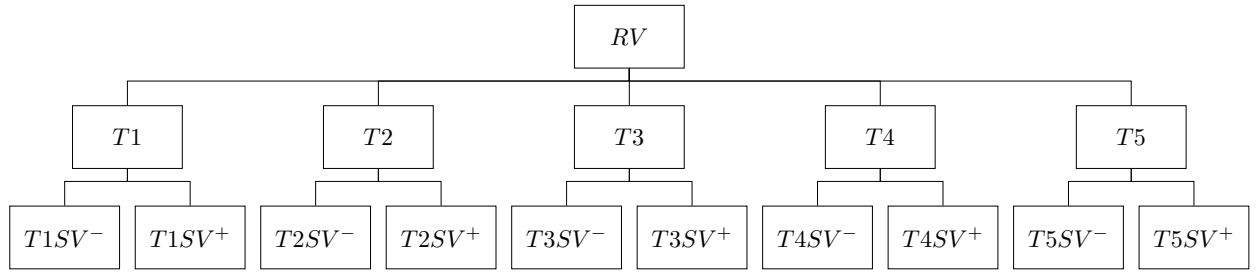 RV
T1 T2 T3 T4 T5
T1SV⁻ T1SV⁺ T2SV⁻ T2SV⁺ T3SV⁻ T3SV⁺ T4SV⁻ T4SV⁺ T5SV⁻ T5SV⁺